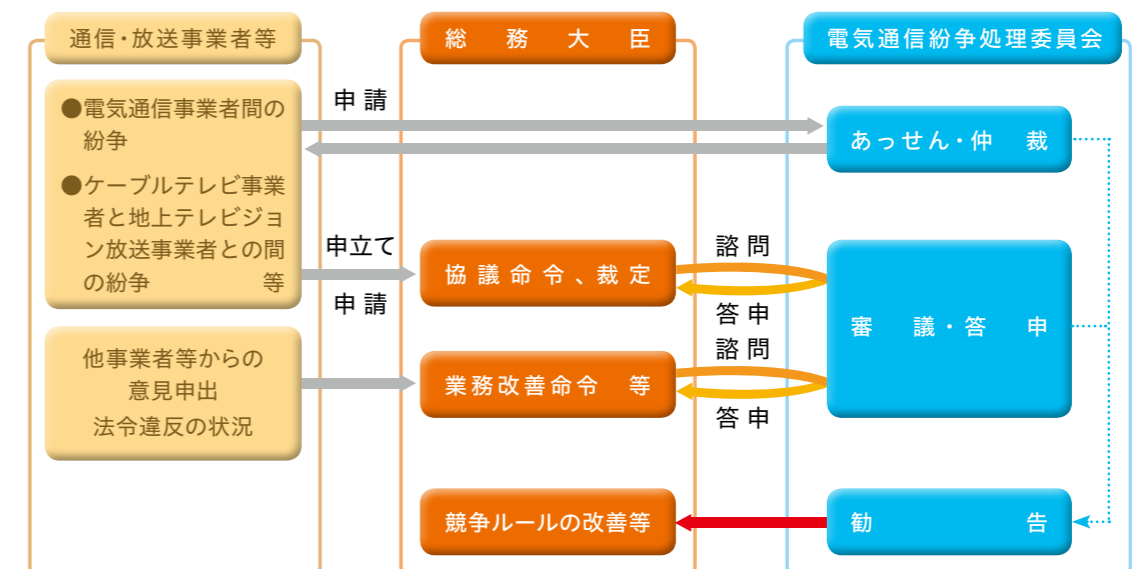 通信・放送事業者等
総務大臣
電気通信紛争処理委員会
●電気通信事業者間の
紛争
●ケーブルテレビ事業
者と地上テレビジョ
ン放送事業者との間
の紛争 等
申請
あっせん・仲裁
申立て
申請
協議命令、裁定
諮問
答申
諮問
答申
審議・答申
他事業者等からの
意見申出
法令違反の状況
業務改善命令 等
競争ルールの改善等
勧告